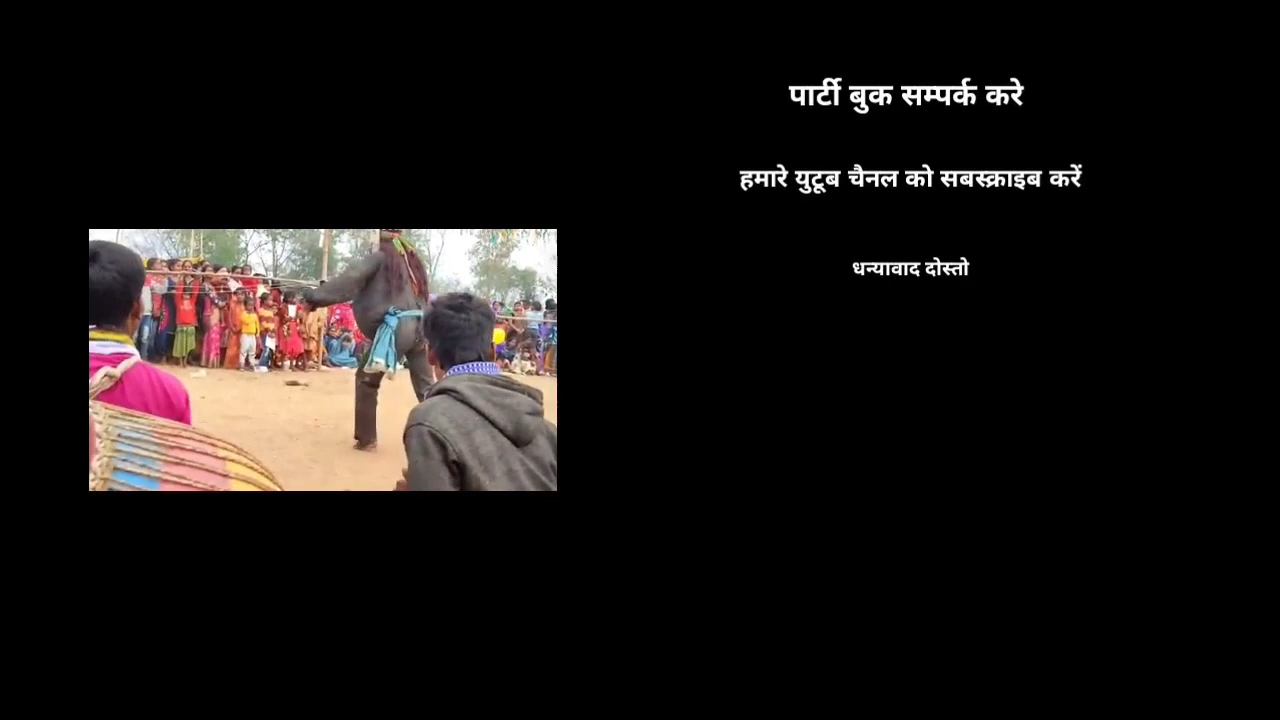 पार्टी बुक सम्पर्क करे
हमारे युटूब चैनल को सबस्क्राइब करें
धन्यावाद दोस्तो